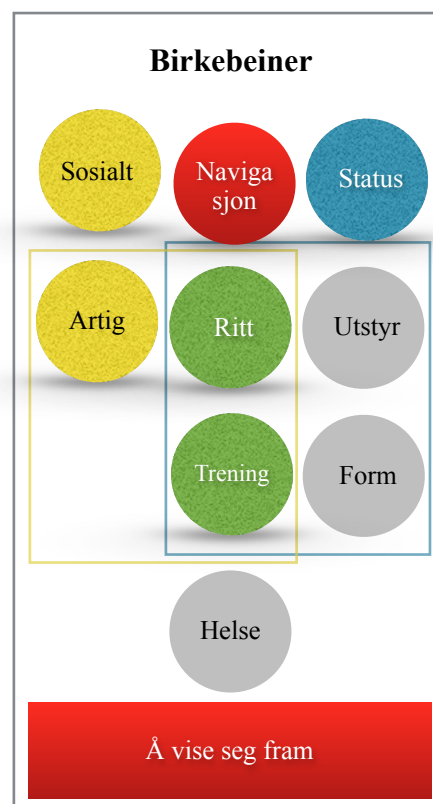 Birkebeiner
Sosialt
Naviga
sjon
Status
Artig
Ritt
Utstyr
Trening
Form
Helse
Å vise seg fram